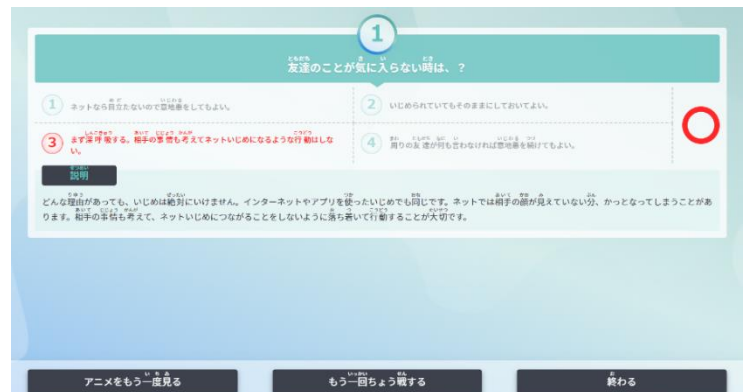 1
友達のことが気に入らない時は、？
1 ネットなら目立たないので意地悪をしてもよい。
2 いじめられていてもそのままにしておいてよい。
3 まず深呼吸する。相手の事情も考えてネットいじめになるような行動はしな
い。
4 周りの友達が何も言わなければ意地悪を続けてもよい。
説明
どんな理由があっても、いじめは絶対にいけません。インターネットやアプリを使ったいじめでも同じです。ネットでは相手の顔が見えていない分、かっとなってしまうことがあ
ります。相手の事情も考えて、ネットいじめにつながることをしないように落ち着いて行動することが大切です。
アニメをもう一度見る
もう一回ちょう戦する
終わる